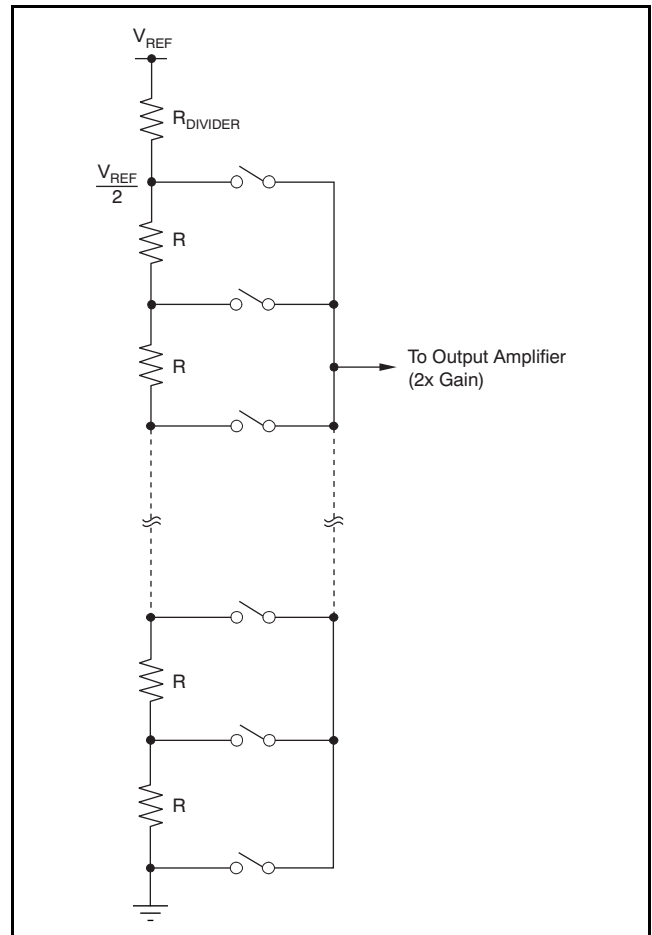 VREF
RDIVIDER
VREF
2
R
R
To Output Amplifier
(2x Gain)
R
R